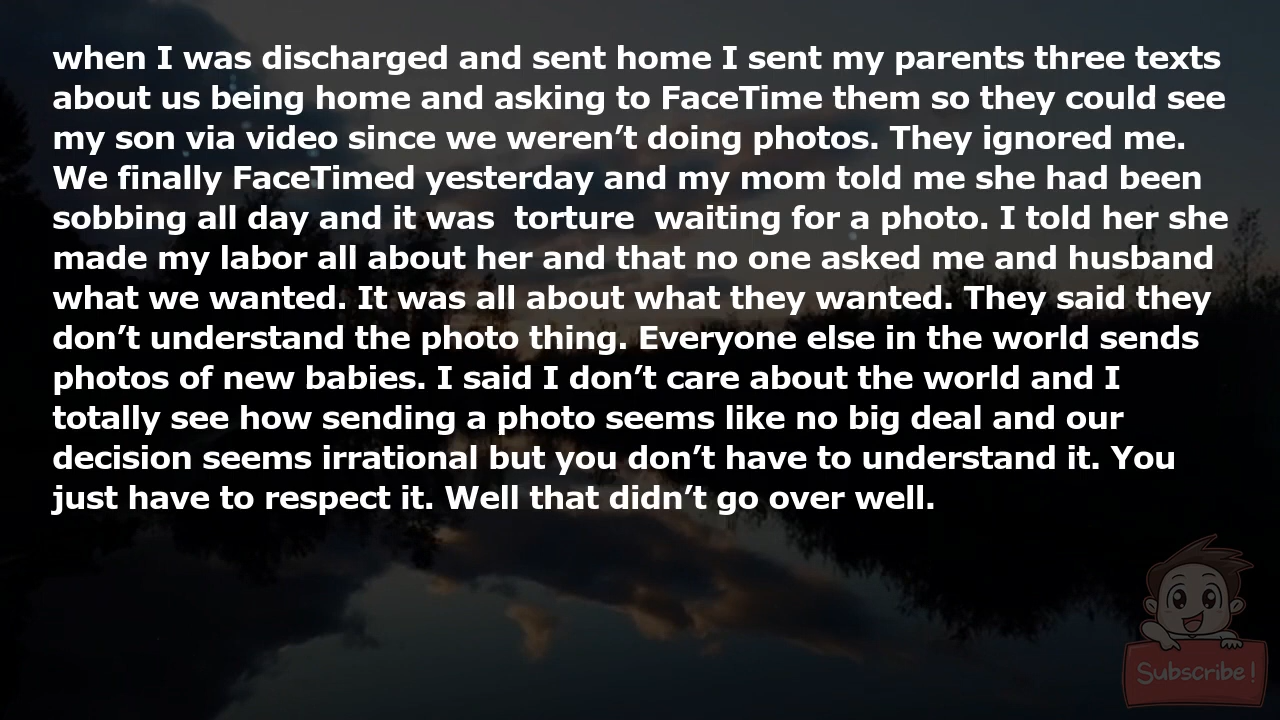 when I was discharged and sent home I sent my parents three texts
about us being home and asking to FaceTime them so they could see
my son via video since we weren’t doing photos. They ignored me.
We finally FaceTimed yesterday and my mom told me she had been
sobbing all day and it was  torture  waiting for a photo. I told her she
made my labor all about her and that no one asked me and husband
what we wanted. It was all about what they wanted. They said they
don’t understand the photo thing. Everyone else in the world sends
photos of new babies. I said I don’t care about the world and I
totally see how sending a photo seems like no big deal and our
decision seems irrational but you don’t have to understand it. You
just have to respect it. Well that didn’t go over well.
Subscribe!